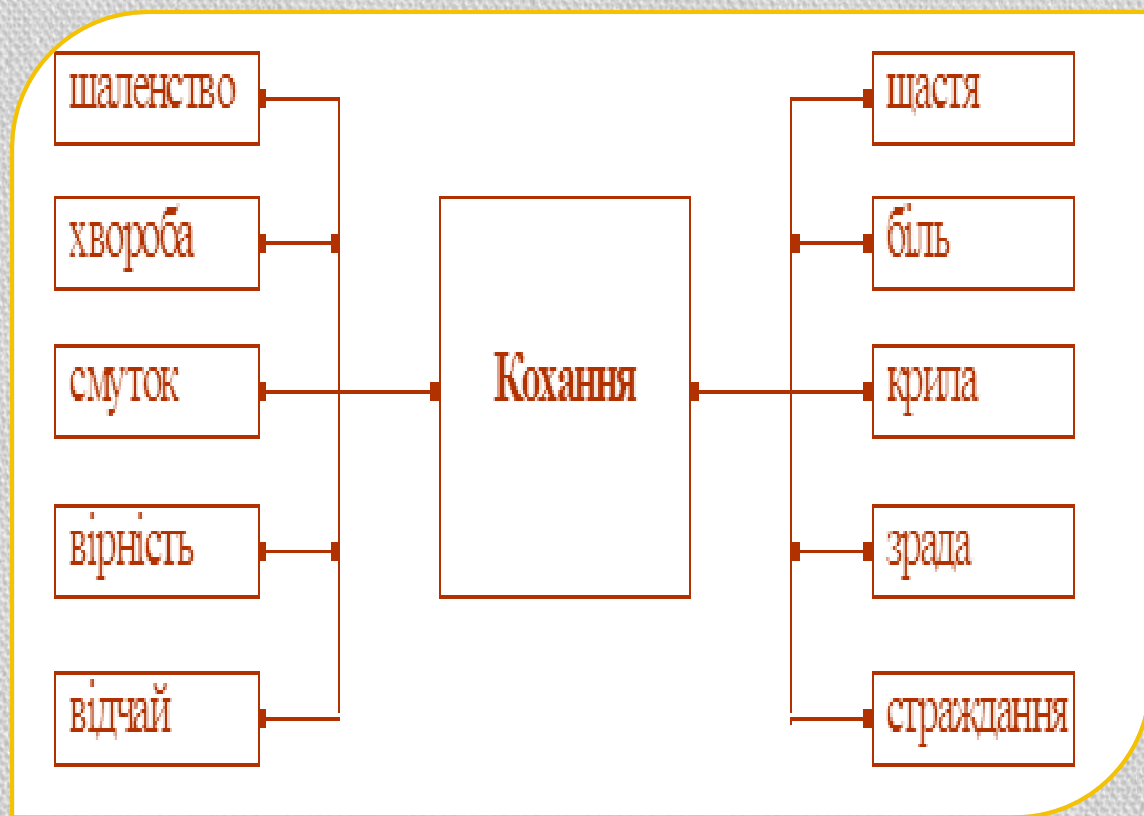 шаленство
хвороба
смуток
вірність
відчай
Кохання
щастя
біль
крила
зрада
страждання